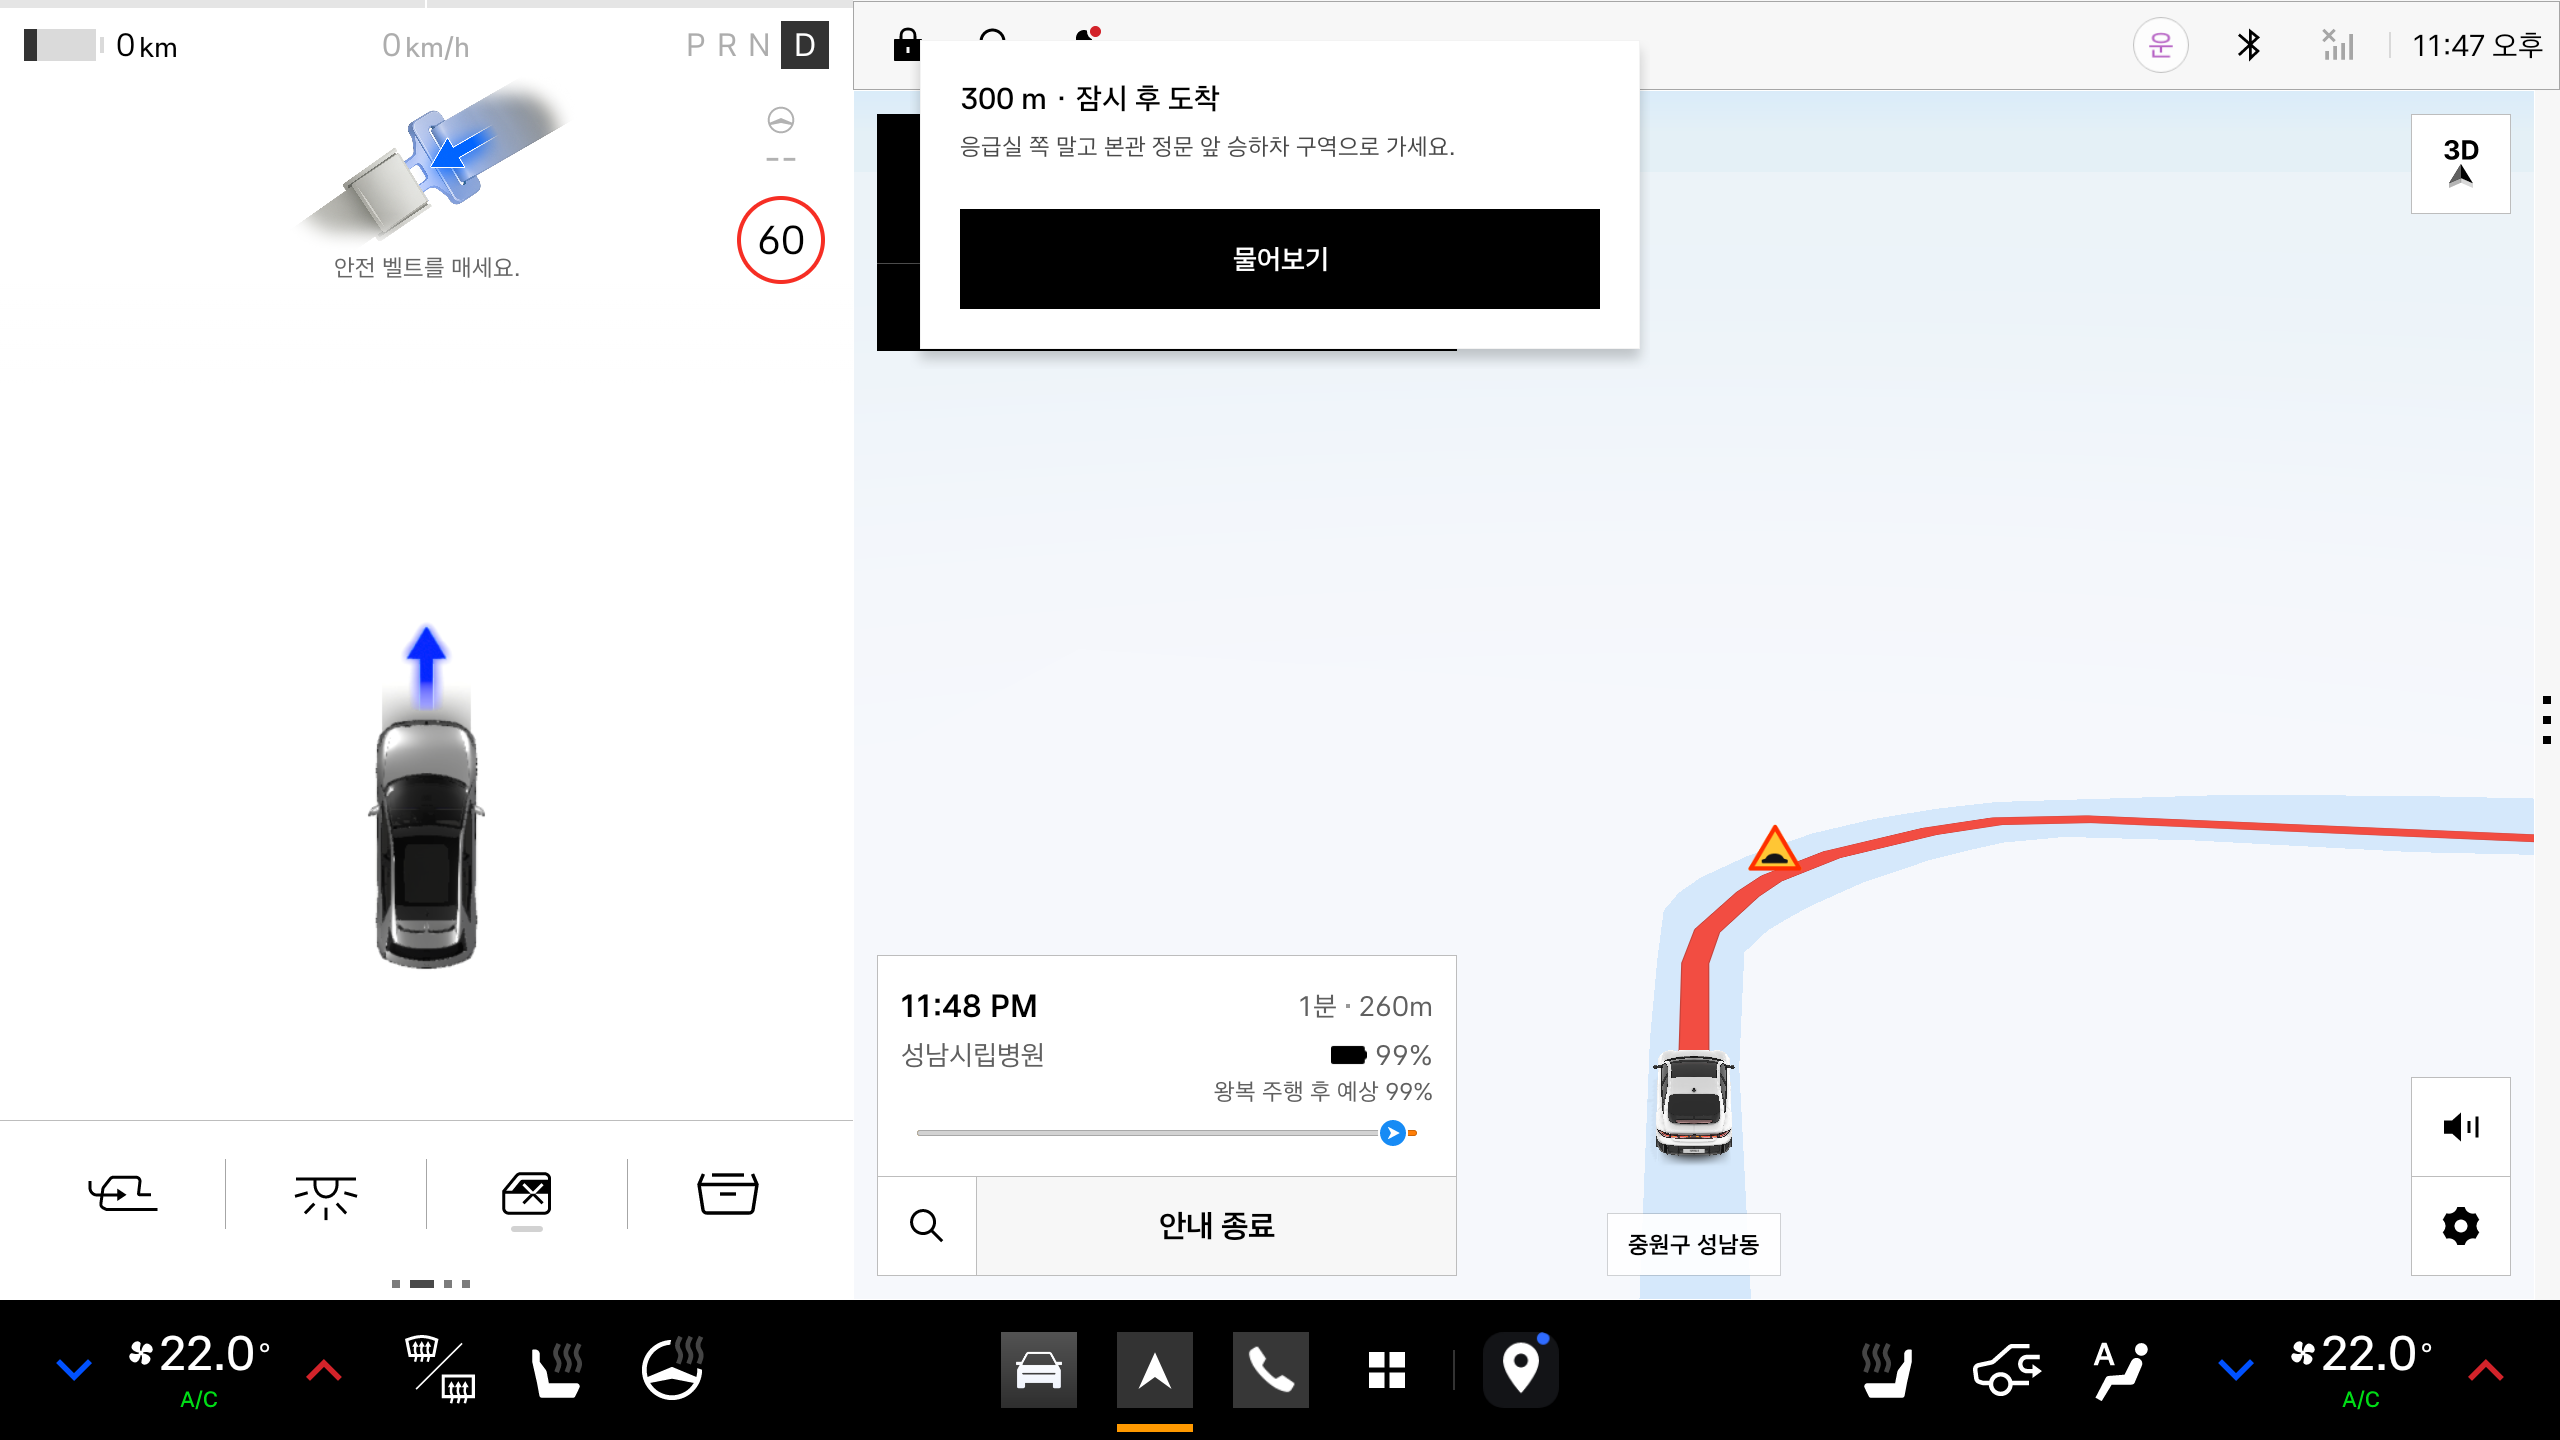 0 km
0 km/h
P R N D
안전 벨트를 매세요.
--
60
운
11:47 오후
300 m · 잠시 후 도착
응급실 쪽 말고 본관 정문 앞 승하차 구역으로 가세요.
물어보기
3D
11:48 PM
1분 · 260m
성남시립병원
99%
왕복 주행 후 예상 99%
안내 종료
중원구 성남동
22.0°
A/C
A
22.0°
A/C